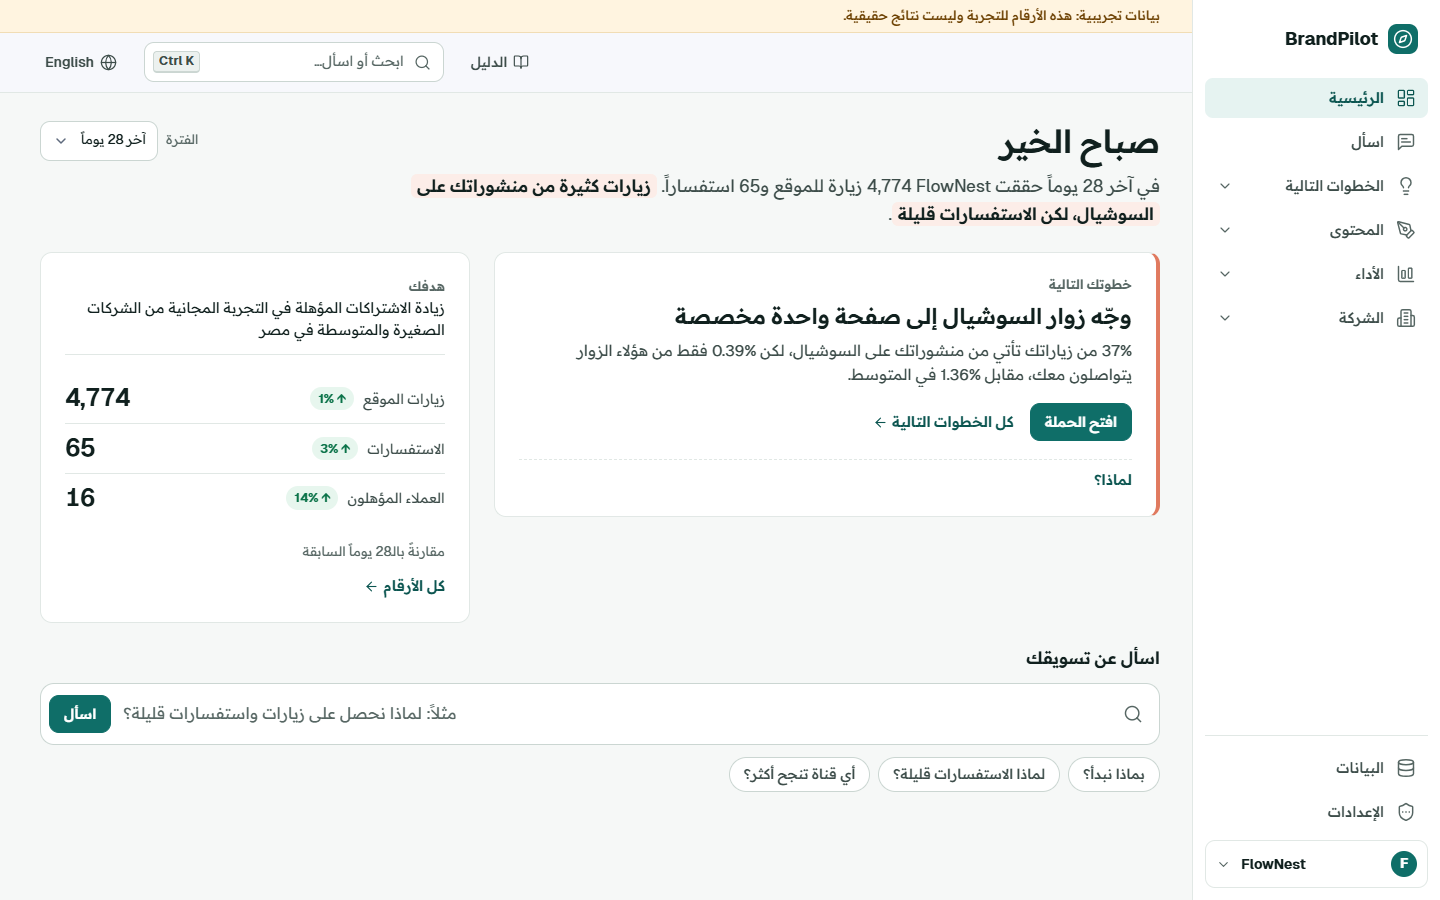 بيانات تجريبية: هذه الأرقام للتجربة وليست نتائج حقيقية.
BrandPilot
الرئيسية
اسأل
الخطوات التالية
المحتوى
الأداء
الشركة
البيانات
الإعدادات
F FlowNest
الدليل
ابحث أو اسأل...
Ctrl K
English
صباح الخير
الفترة
آخر 28 يوماً
في آخر 28 يوماً حققت FlowNest 4,774 زيارة للموقع و65 استفساراً. زيارات كثيرة من منشوراتك على
السوشيال، لكن الاستفسارات قليلة.
خطوتك التالية
وجّه زوار السوشيال إلى صفحة واحدة مخصصة
37% من زياراتك تأتي من منشوراتك على السوشيال، لكن 0.39% فقط من هؤلاء الزوار
يتواصلون معك، مقابل 1.36% في المتوسط.
افتح الحملة
كل الخطوات التالية ←
لماذا؟
هدفك
زيادة الاشتراكات المؤهلة في التجربة المجانية من الشركات
الصغيرة والمتوسطة في مصر
زيارات الموقع ↑ 1% 4,774
الاستفسارات ↑ 3% 65
العملاء المؤهلون ↑ 14% 16
مقارنةً بالـ28 يوماً السابقة
كل الأرقام ←
اسأل عن تسويقك
مثلاً: لماذا نحصل على زيارات واستفسارات قليلة؟
اسأل
بماذا نبدأ؟
لماذا الاستفسارات قليلة؟
أي قناة تنجح أكثر؟